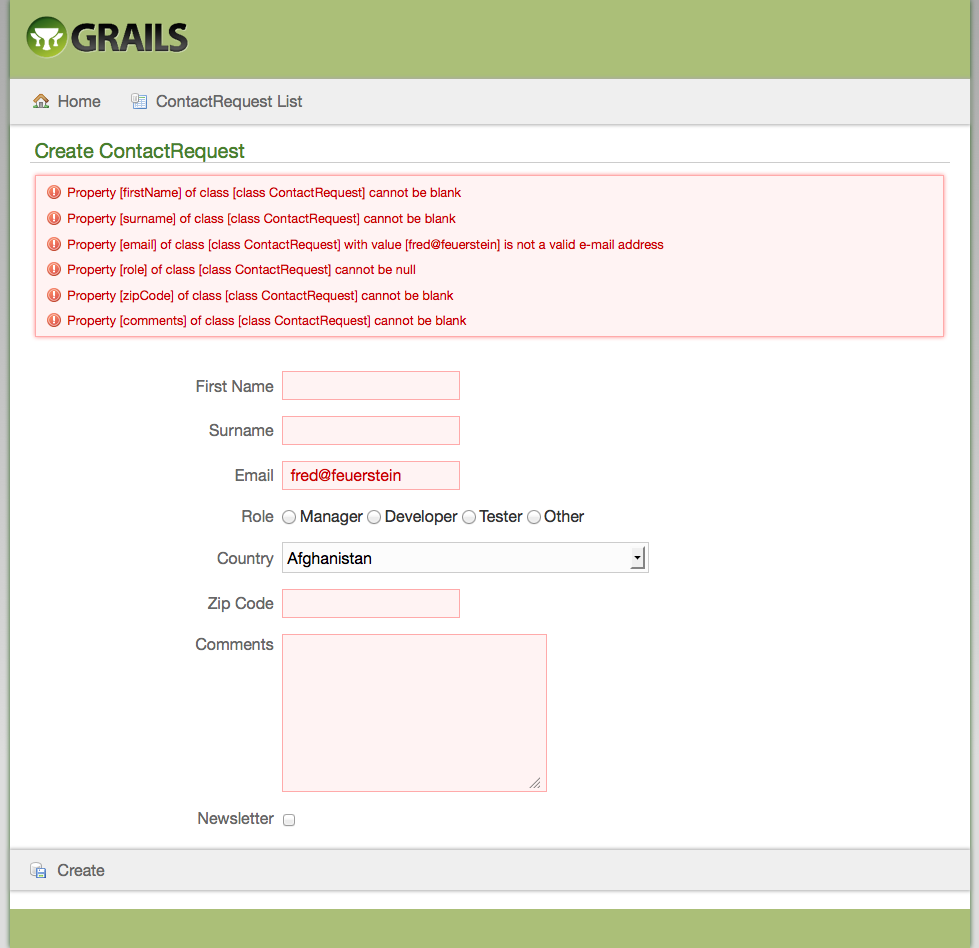 GRAILS
Home ContactRequest List
Create ContactRequest
Property [firstName] of class [class ContactRequest] cannot be blank
Property [surname] of class [class ContactRequest] cannot be blank
Property [email] of class [class ContactRequest] with value [fred@feuerstein] is not a valid e-mail address
Property [role] of class [class ContactRequest] cannot be null
Property [zipCode] of class [class ContactRequest] cannot be blank
Property [comments] of class [class ContactRequest] cannot be blank
First Name
Surname
Email fred@feuerstein
Role Manager Developer Tester Other
Country Afghanistan
Zip Code
Comments
Newsletter
Create